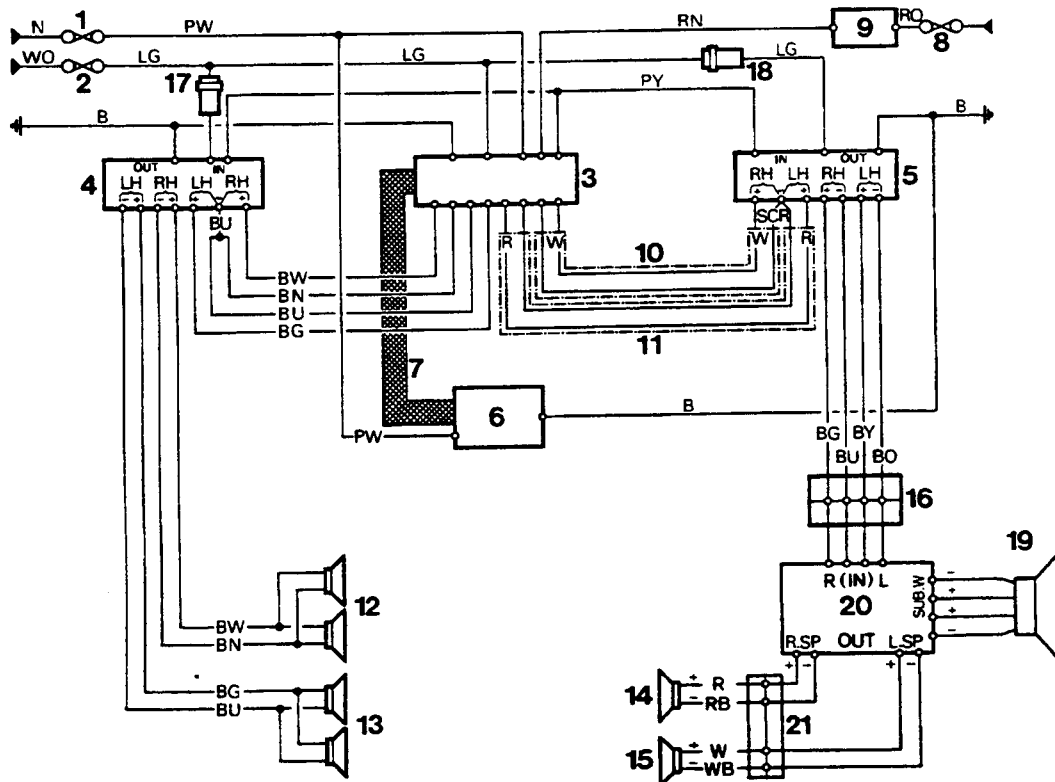 N 1 PW RN 9 RO 8
WO 2 LG 17 LG 18 LG
PY
B B
4 OUT IN 3 IN OUT 5
LH RH LH RH RH LH RH LH
- + - + + + + + + - + -
BU SCR
R W 10 W R
BW
BN
BU
BG 11
7
6 B
PW
BG BY
BU BO
16
19
R (IN) L
20 SUB.W
- + + -
OUT
R.SP L.SP
+ - + -
12
BW
BN
BG
BU 13
14 + R
- RB
21
15 + W
- WB